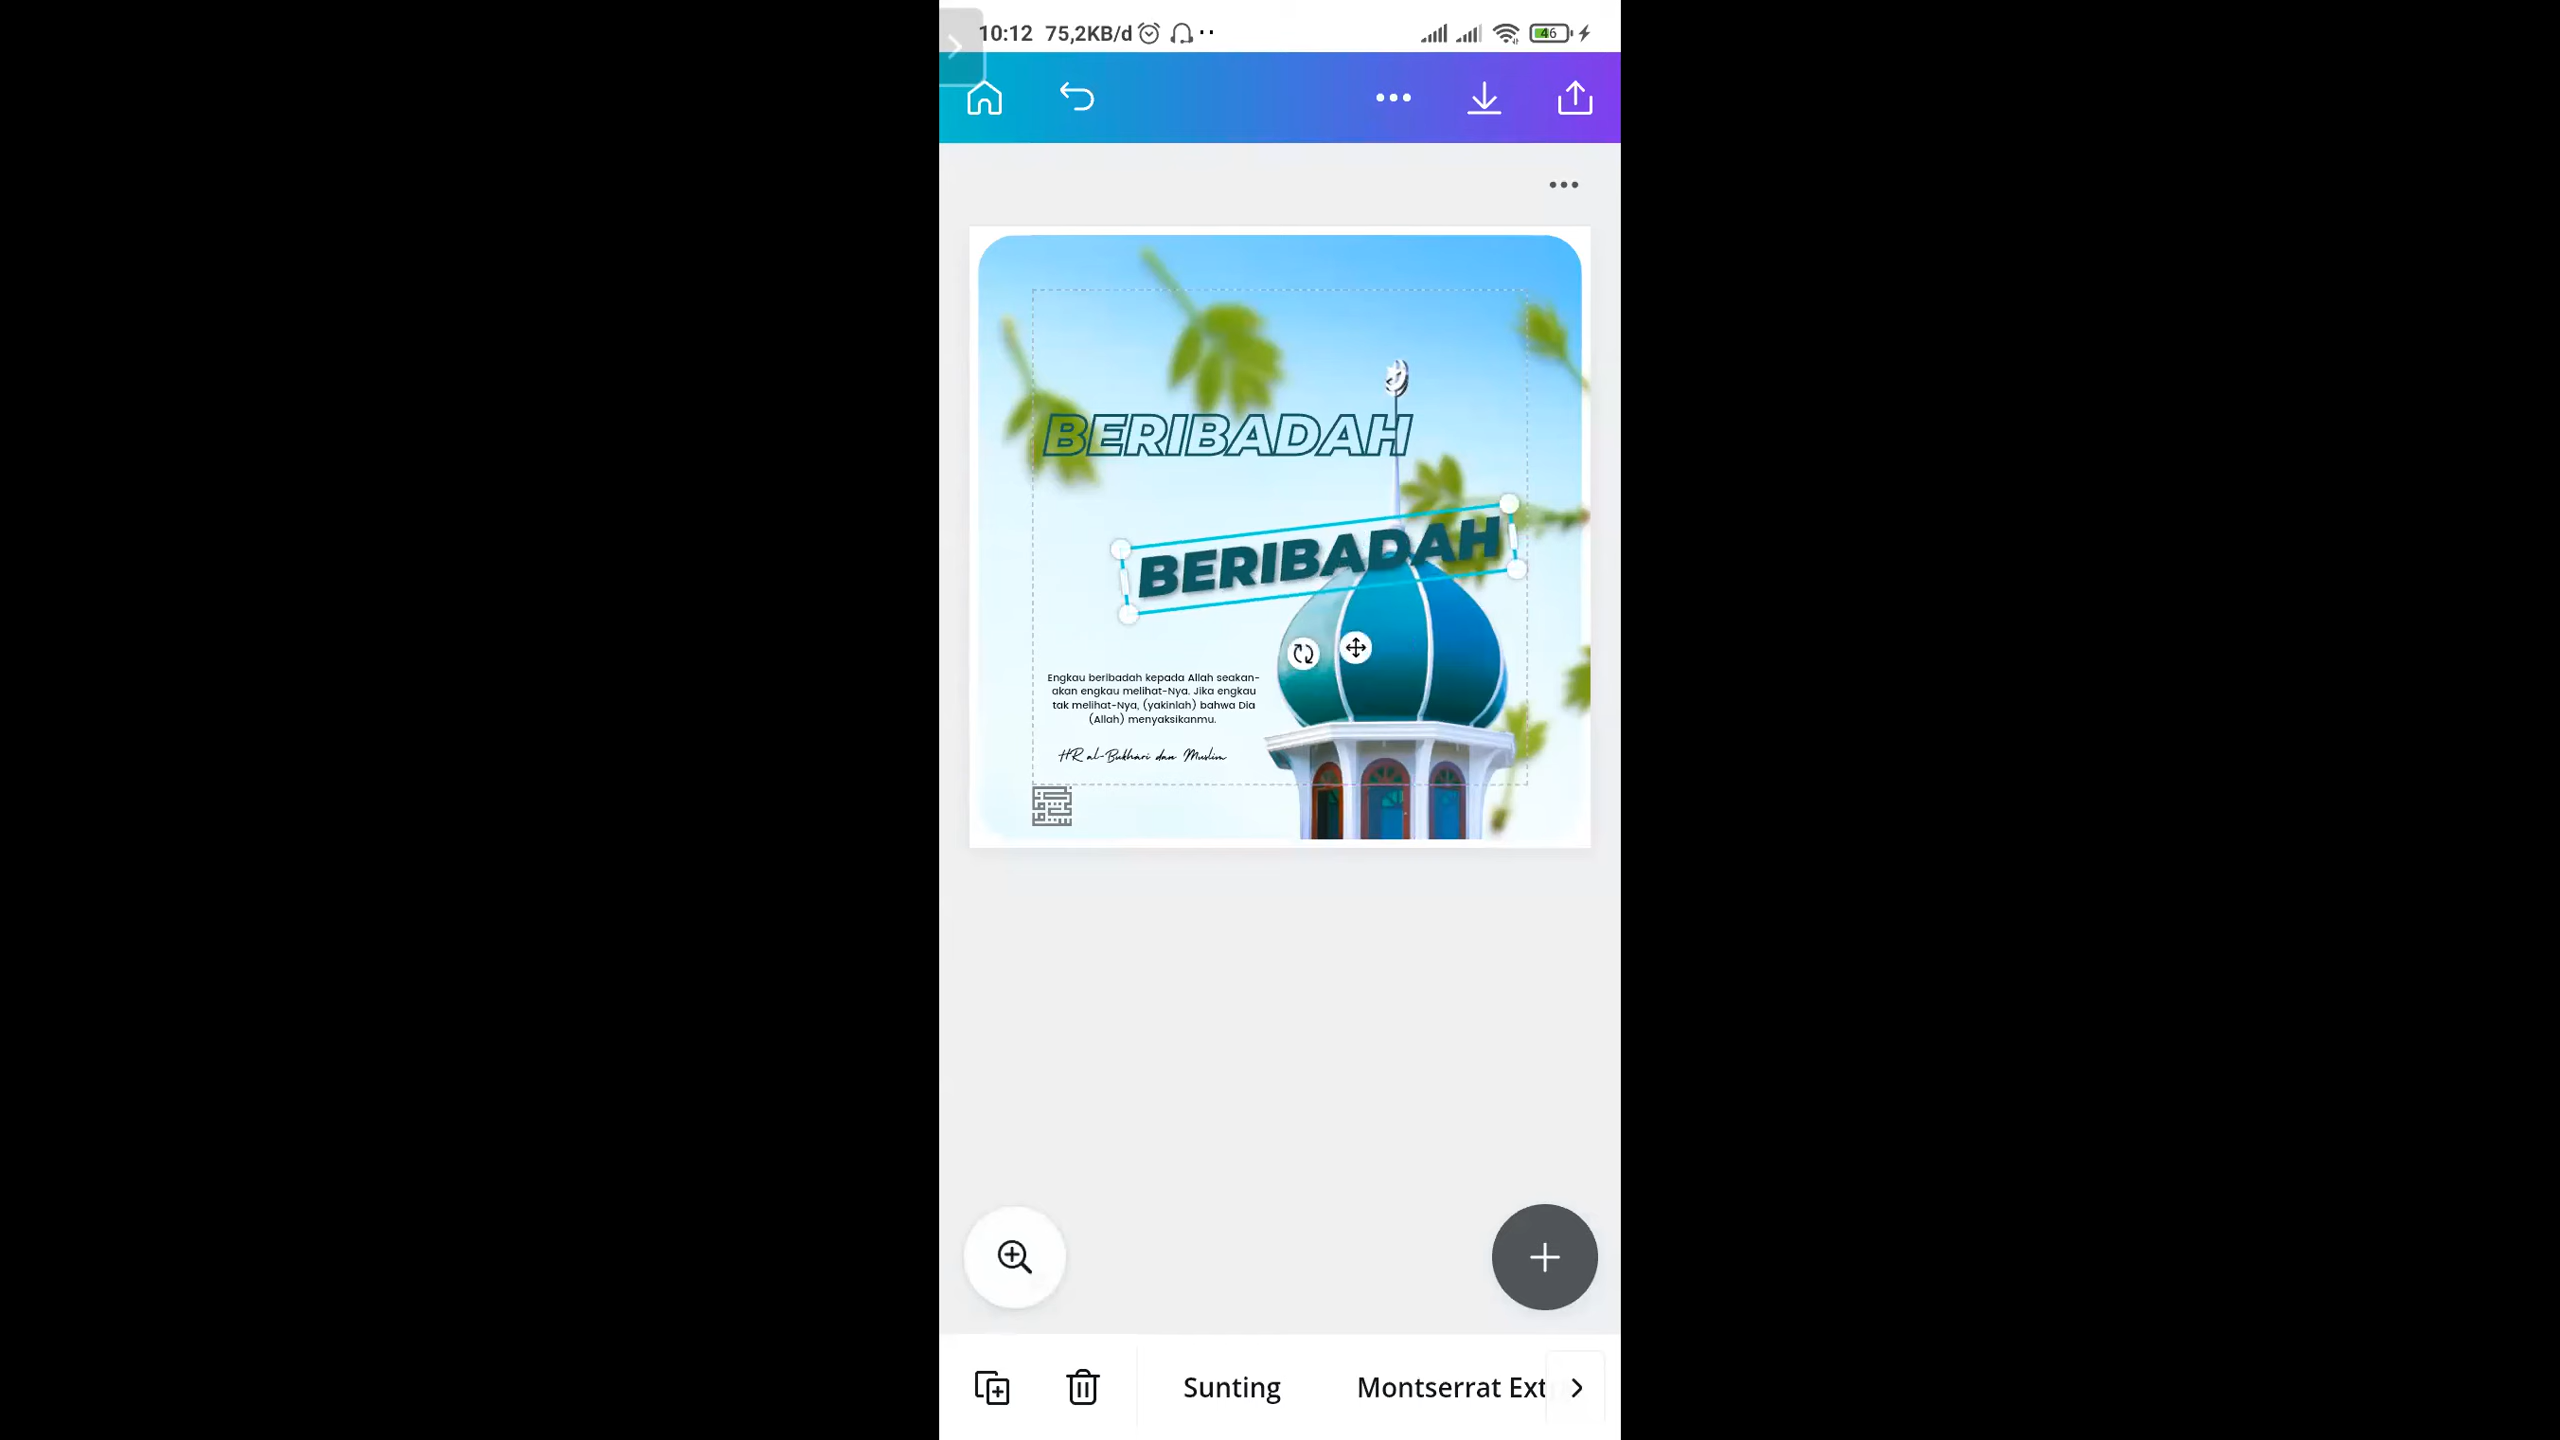 10:12 75,2KB/d
46
BERIBADAH
BERIBADAH
Engkau beribadah kepada Allah seakan-
akan engkau melihat-Nya. Jika engkau
tak melihat-Nya, (yakinlah) bahwa Dia
(Allah) menyaksikanmu.
HR al-Bukhari dan Muslim
Sunting
Montserrat Ext